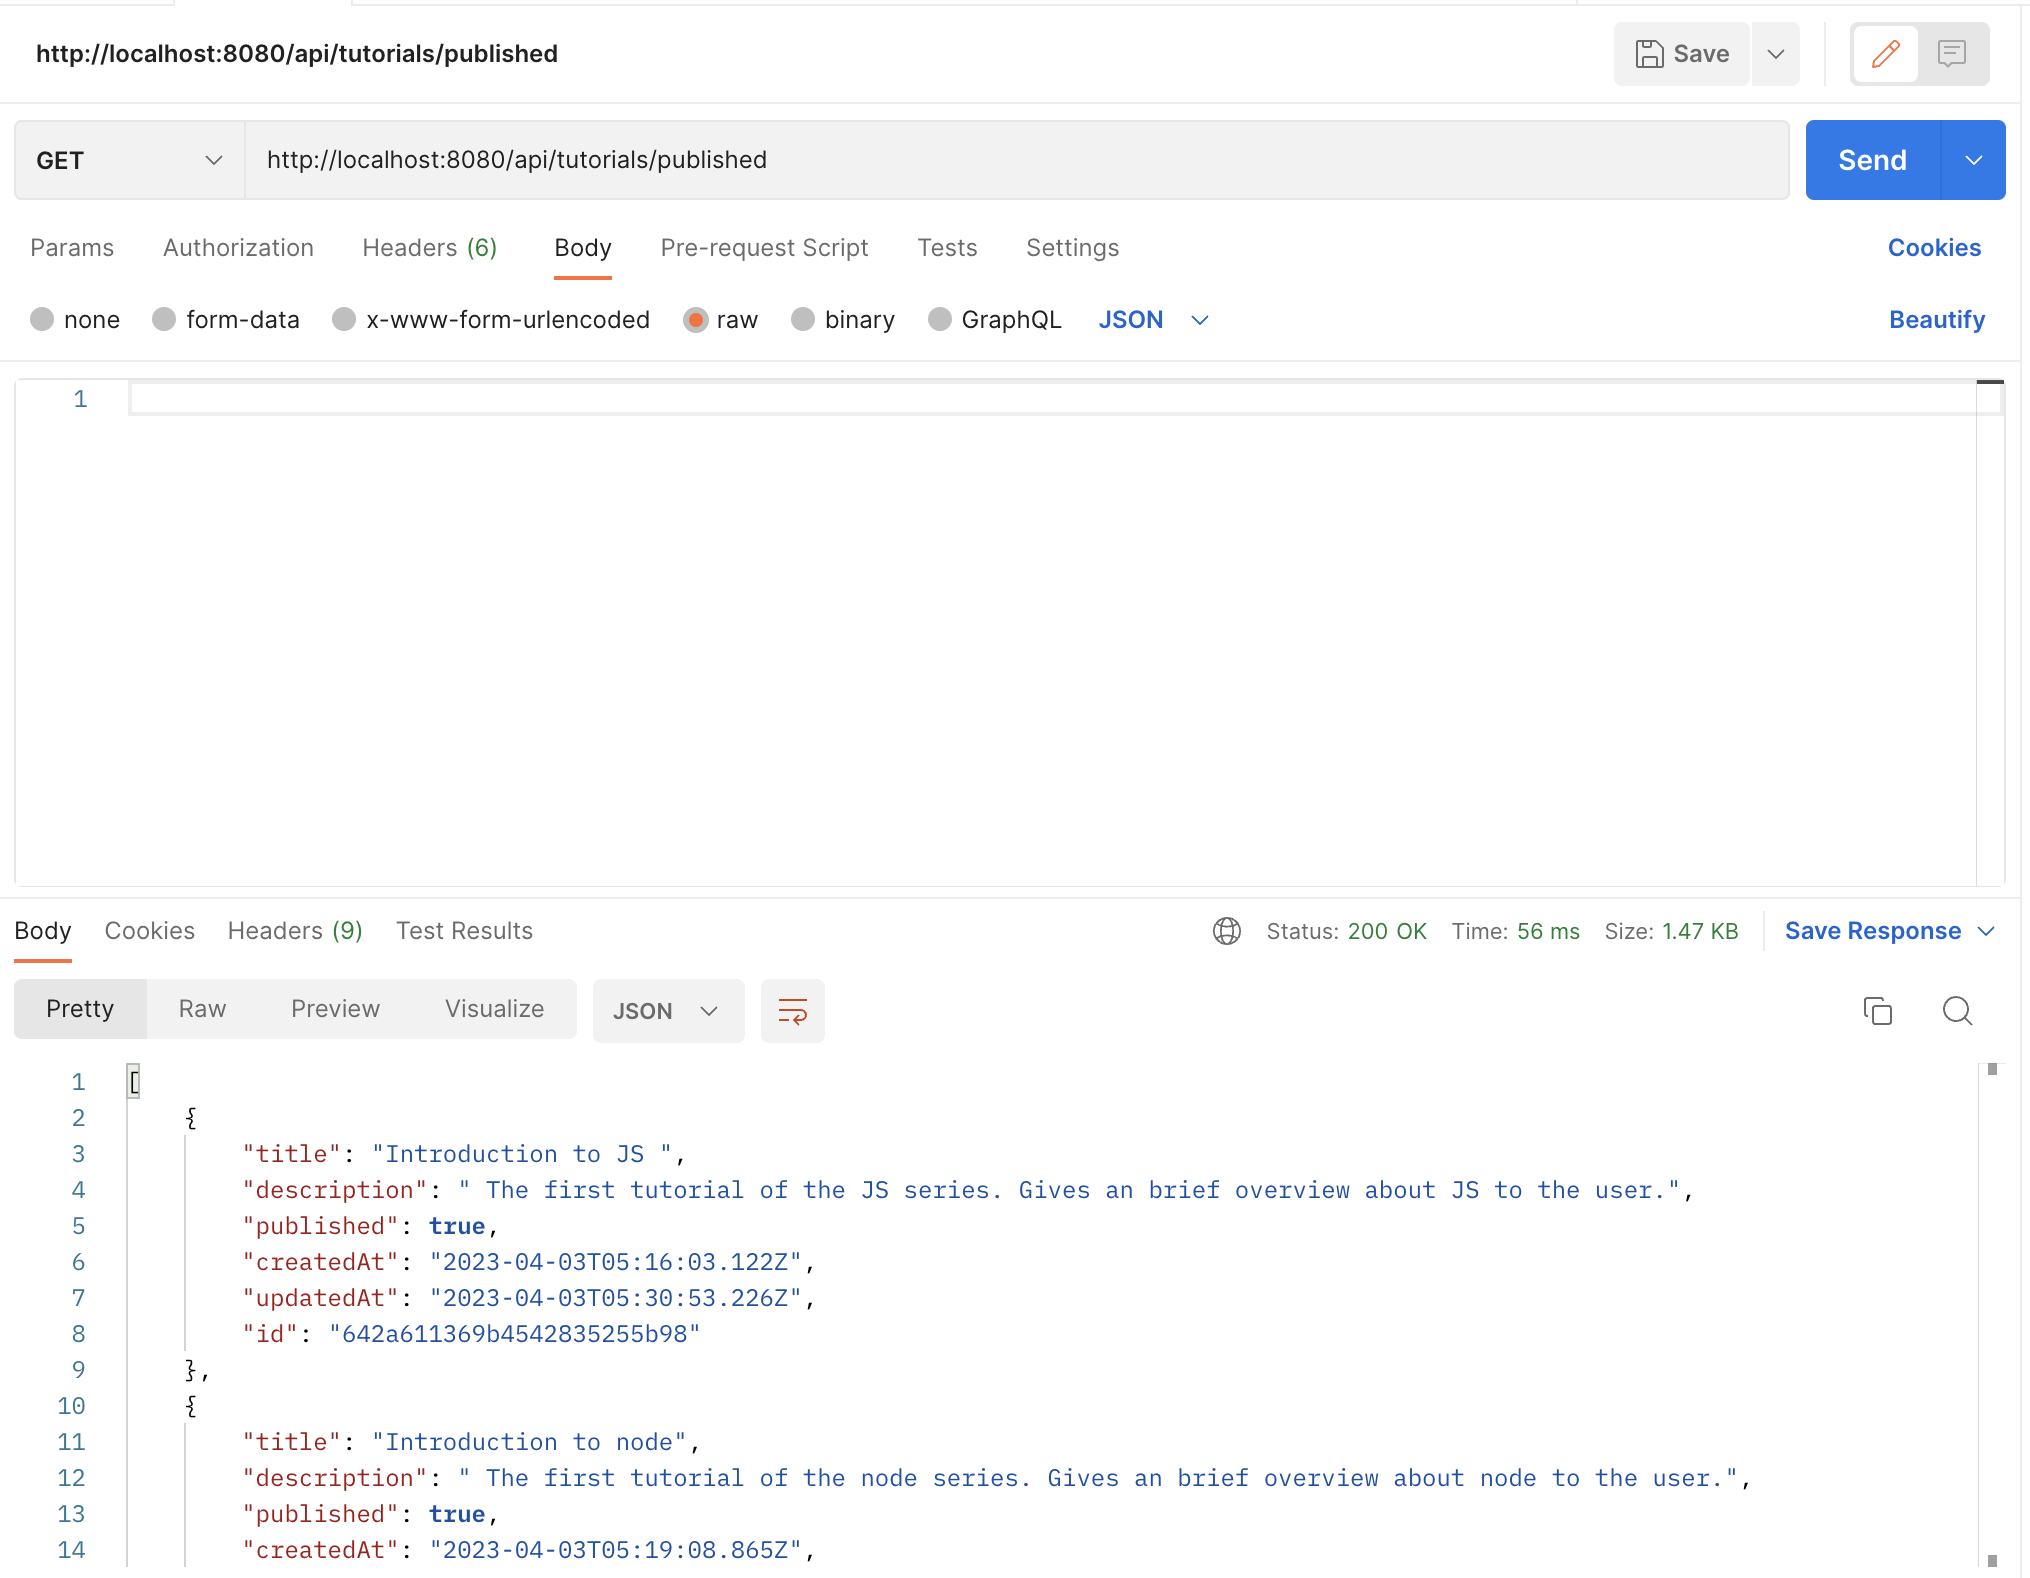 http://localhost:8080/api/tutorials/published Save
GET http://localhost:8080/api/tutorials/published Send
Params Authorization Headers (6) Body Pre-request Script Tests Settings Cookies
none form-data x-www-form-urlencoded raw binary GraphQL JSON Beautify
1
Body Cookies Headers (9) Test Results Status: 200 OK Time: 56 ms Size: 1.47 KB Save Response
Pretty Raw Preview Visualize JSON
1 [
2 {
3 "title": "Introduction to JS ",
4 "description": " The first tutorial of the JS series. Gives an brief overview about JS to the user.",
5 "published": true,
6 "createdAt": "2023-04-03T05:16:03.122Z",
7 "updatedAt": "2023-04-03T05:30:53.226Z",
8 "id": "642a611369b4542835255b98"
9 },
10 {
11 "title": "Introduction to node",
12 "description": " The first tutorial of the node series. Gives an brief overview about node to the user.",
13 "published": true,
14 "createdAt": "2023-04-03T05:19:08.865Z",